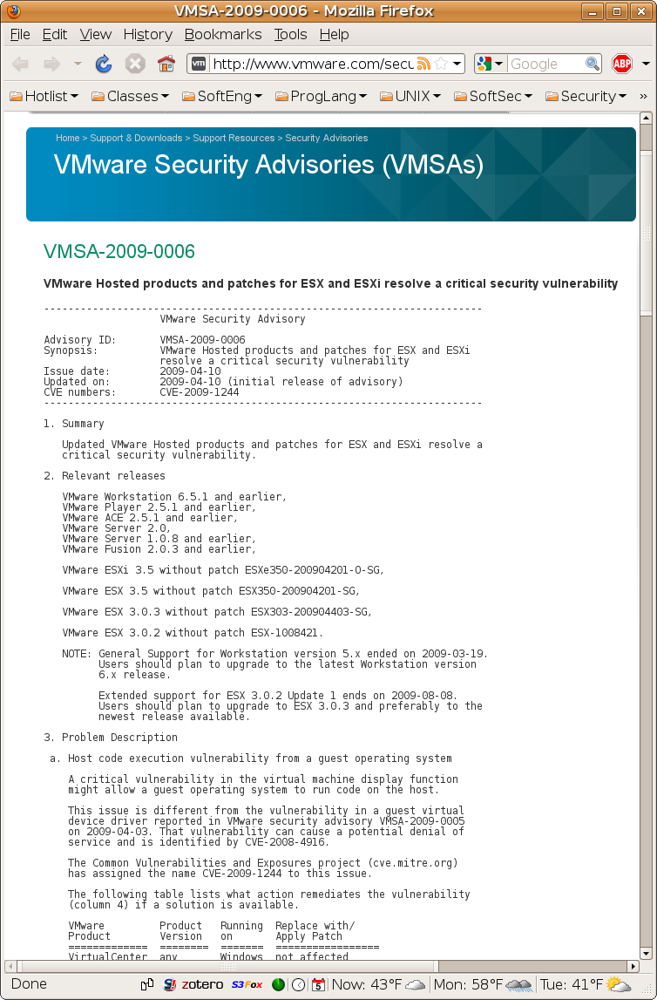 VMSA-2009-0006 - Mozilla Firefox
File Edit View History Bookmarks Tools Help
vm http://www.vmware.com/secu Google ABP
Hotlist Classes SoftEng ProgLang UNIX SoftSec Security »
Home > Support & Downloads > Support Resources > Security Advisories
VMware Security Advisories (VMSAs)
VMSA-2009-0006
VMware Hosted products and patches for ESX and ESXi resolve a critical security vulnerability
------------------------------------------------------------------------
VMware Security Advisory
Advisory ID: VMSA-2009-0006
Synopsis: VMware Hosted products and patches for ESX and ESXi
resolve a critical security vulnerability
Issue date: 2009-04-10
Updated on: 2009-04-10 (initial release of advisory)
CVE numbers: CVE-2009-1244
------------------------------------------------------------------------
1. Summary
Updated VMware Hosted products and patches for ESX and ESXi resolve a
critical security vulnerability.
2. Relevant releases
VMware Workstation 6.5.1 and earlier,
VMware Player 2.5.1 and earlier,
VMware ACE 2.5.1 and earlier,
VMware Server 2.0,
VMware Server 1.0.8 and earlier,
VMware Fusion 2.0.3 and earlier,
VMware ESXi 3.5 without patch ESXe350-200904201-O-SG,
VMware ESX 3.5 without patch ESX350-200904201-SG,
VMware ESX 3.0.3 without patch ESX303-200904403-SG,
VMware ESX 3.0.2 without patch ESX-1008421.
NOTE: General Support for Workstation version 5.x ended on 2009-03-19.
Users should plan to upgrade to the latest Workstation version
6.x release.
Extended support for ESX 3.0.2 Update 1 ends on 2009-08-08.
Users should plan to upgrade to ESX 3.0.3 and preferably to the
newest release available.
3. Problem Description
a. Host code execution vulnerability from a guest operating system
A critical vulnerability in the virtual machine display function
might allow a guest operating system to run code on the host.
This issue is different from the vulnerability in a guest virtual
device driver reported in VMware security advisory VMSA-2009-0005
on 2009-04-03. That vulnerability can cause a potential denial of
service and is identified by CVE-2008-4916.
The Common Vulnerabilities and Exposures project (cve.mitre.org)
has assigned the name CVE-2009-1244 to this issue.
The following table lists what action remediates the vulnerability
(column 4) if a solution is available.
VMware Product Running Replace with/
Product Version on Apply Patch
============= ======== ======= =================
VirtualCenter any Windows not affected
Done S! zotero S3Fox 5 Now: 43°F Mon: 58°F Tue: 41°F